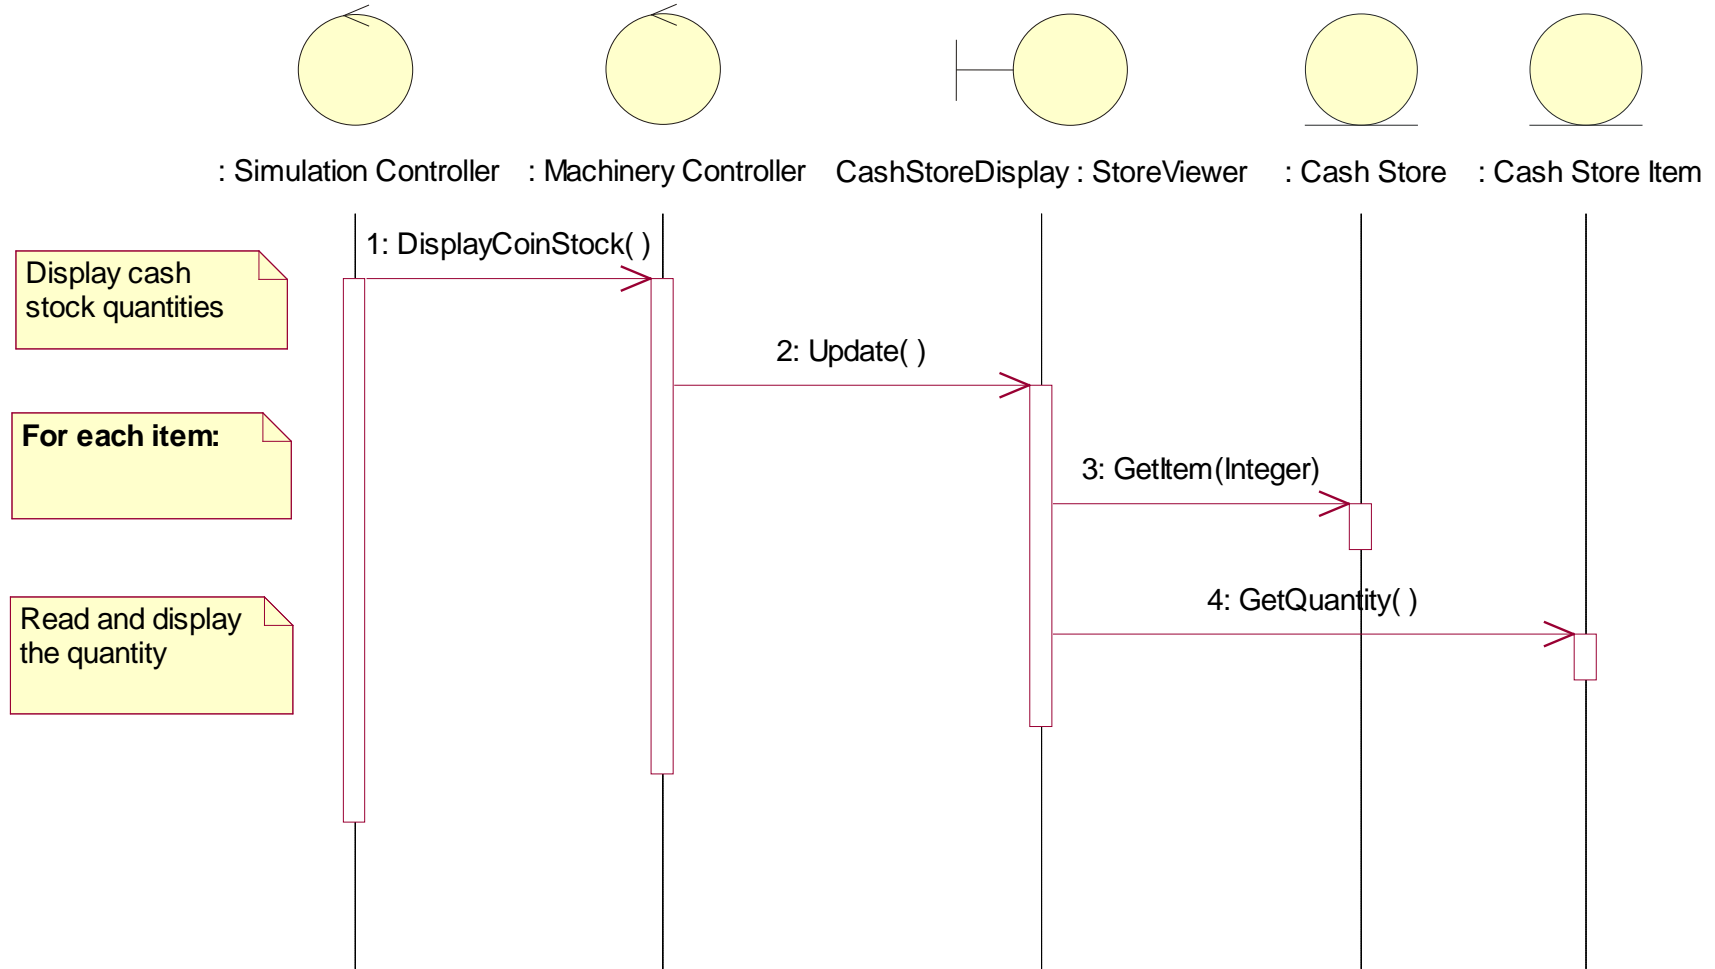 : Simulation Controller
: Machinery Controller
CashStoreDisplay : StoreViewer
: Cash Store
: Cash Store Item
1: DisplayCoinStock( )
Display cash
stock quantities
2: Update( )
For each item:
3: GetItem(Integer)
4: GetQuantity( )
Read and display
the quantity